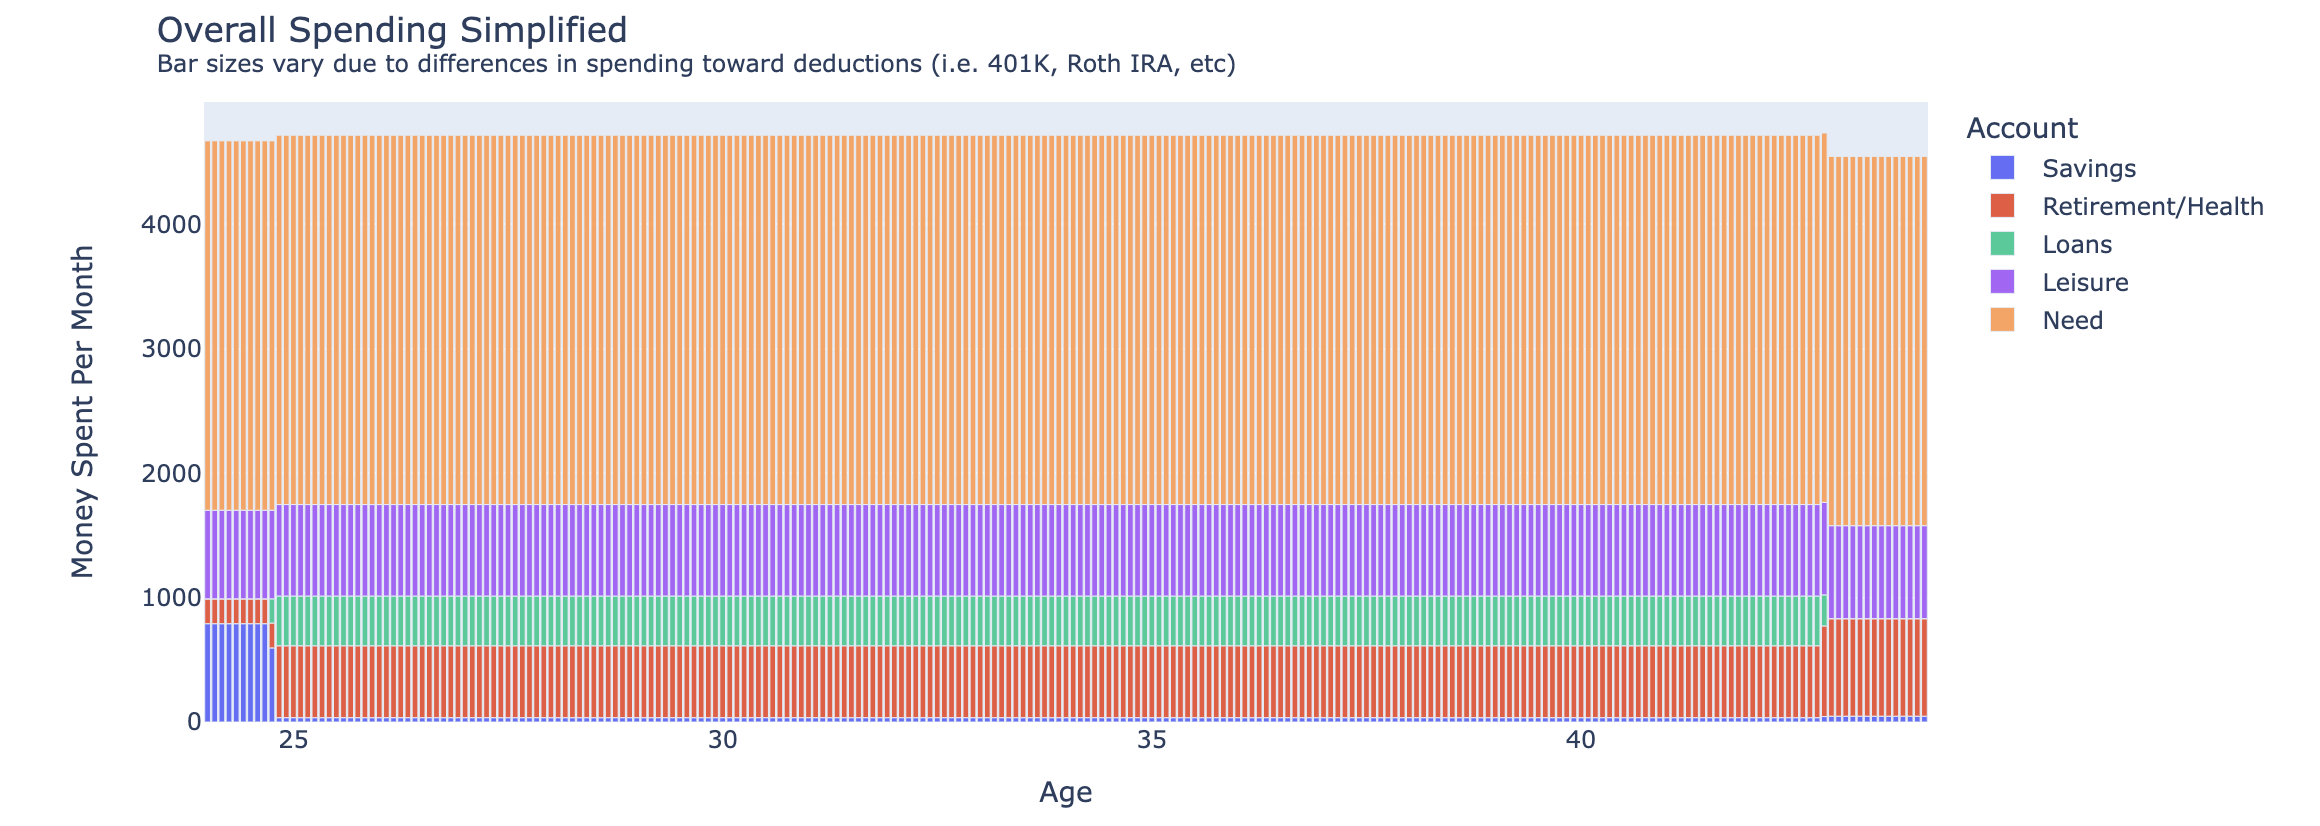 Overall Spending Simplified
Bar sizes vary due to differences in spending toward deductions (i.e. 401K, Roth IRA, etc)
Money Spent Per Month
4000
3000
2000
1000
0
25
30
35
40
Age
Account
Savings
Retirement/Health
Loans
Leisure
Need